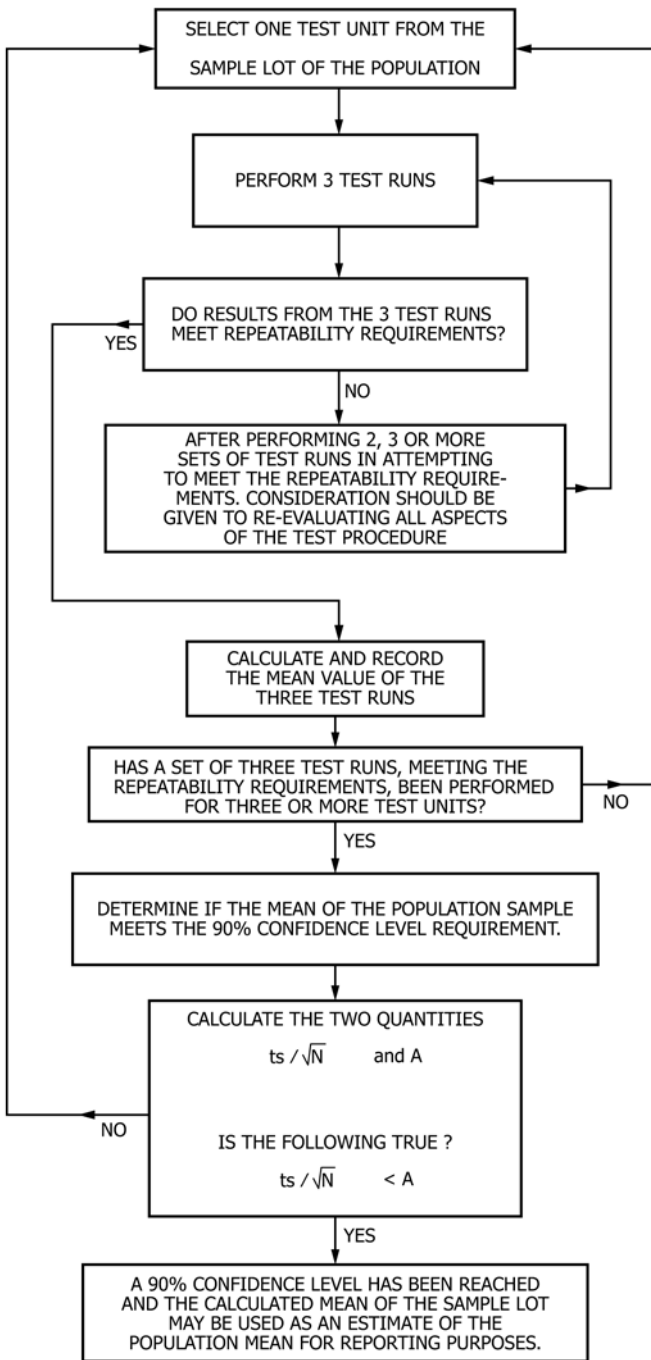 SELECT ONE TEST UNIT FROM THE
SAMPLE LOT OF THE POPULATION
PERFORM 3 TEST RUNS
DO RESULTS FROM THE 3 TEST RUNS
MEET REPEATABILITY REQUIREMENTS?
YES
NO
AFTER PERFORMING 2, 3 OR MORE
SETS OF TEST RUNS IN ATTEMPTING
TO MEET THE REPEATABILITY REQUIRE-
MENTS. CONSIDERATION SHOULD BE
GIVEN TO RE-EVALUATING ALL ASPECTS
OF THE TEST PROCEDURE
CALCULATE AND RECORD
THE MEAN VALUE OF THE
THREE TEST RUNS
HAS A SET OF THREE TEST RUNS, MEETING THE
REPEATABILITY REQUIREMENTS, BEEN PERFORMED
FOR THREE OR MORE TEST UNITS?
NO
YES
DETERMINE IF THE MEAN OF THE POPULATION SAMPLE
MEETS THE 90% CONFIDENCE LEVEL REQUIREMENT.
CALCULATE THE TWO QUANTITIES
ts / √N and A
NO
IS THE FOLLOWING TRUE ?
ts / √N < A
YES
A 90% CONFIDENCE LEVEL HAS BEEN REACHED
AND THE CALCULATED MEAN OF THE SAMPLE LOT
MAY BE USED AS AN ESTIMATE OF THE
POPULATION MEAN FOR REPORTING PURPOSES.